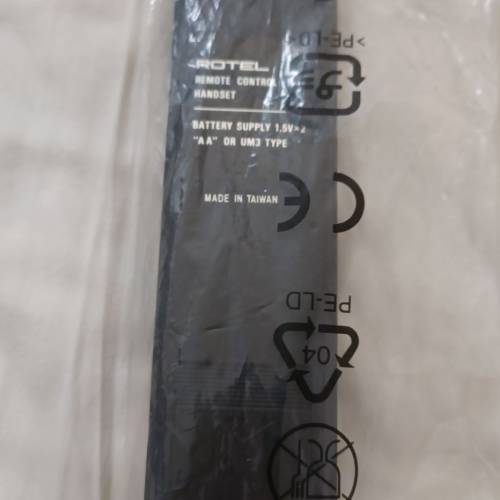 >PE-LD<
ROTEL
REMOTE CONTROL
HANDSET
BATTERY SUPPLY 1.5V×2
"AA" OR UM3 TYPE
MADE IN TAIWAN
CE
PE-LD
04